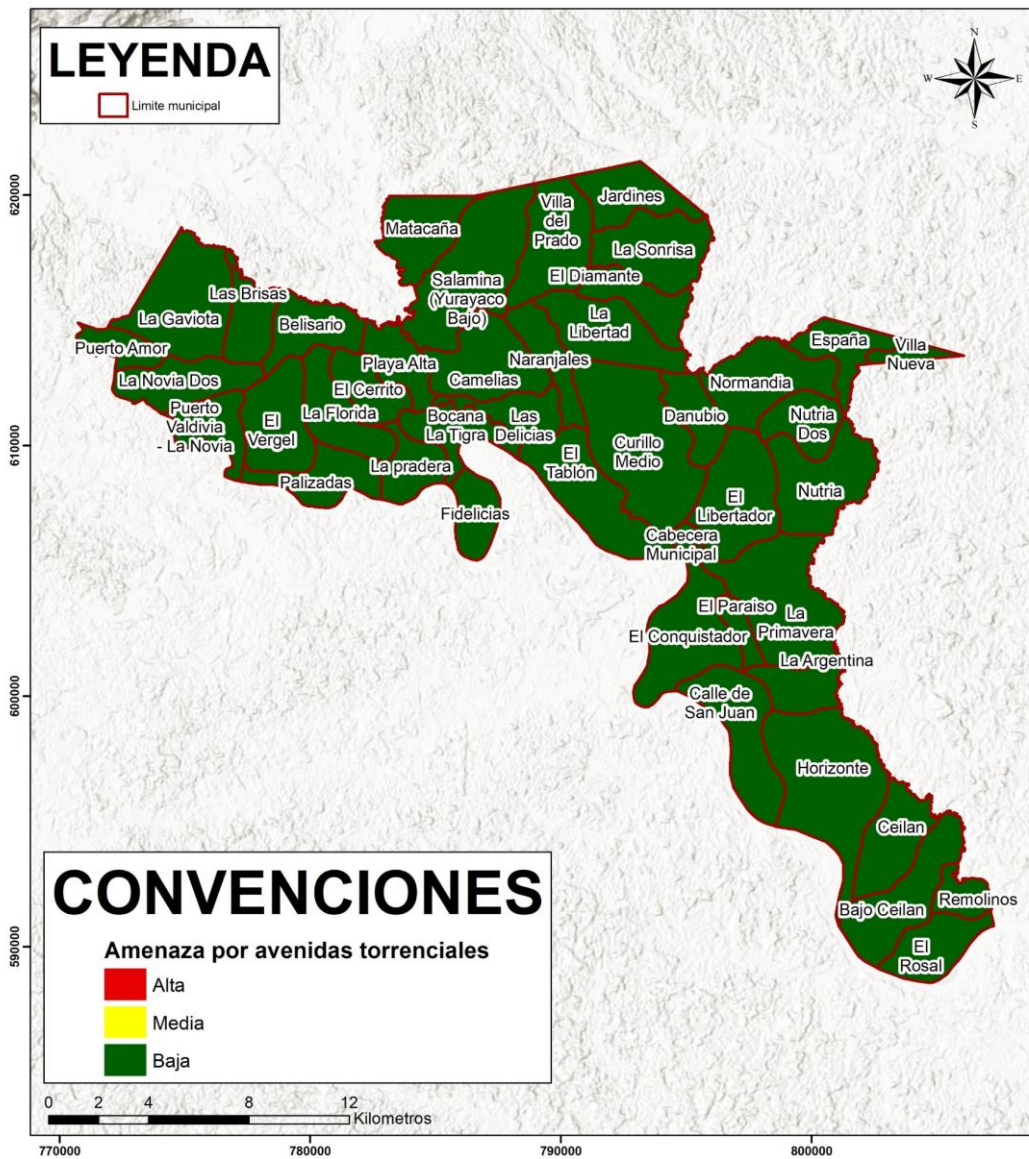 LEYENDA
Limite municipal
N
W
E
S
620000
610000
600000
590000
Matacaña
Villa
del
Prado
Jardines
La Sonrisa
El Diamante
Salamina
(Yurayaco
Bajo)
La
Libertad
Las Brisas
La Gaviota
Belisario
Puerto Amor
La Novia Dos
Playa Alta
Naranjales
El Cerrito
Camelias
España
Villa
Nueva
Normandia
Puerto
Valdivia
- La Novia
El
Vergel
La Florida
Bocana
La Tigra
Las
Delicias
Danubio
Nutria
Dos
Curillo
Medio
El
Tablón
Palizadas
La pradera
Fidelicias
El
Libertador
Nutria
Cabecera
Municipal
El Paraiso
La
Primavera
El Conquistador
La Argentina
Calle de
San Juan
Horizonte
Ceilan
Bajo Ceilan
Remolinos
El
Rosal
CONVENCIONES
Amenaza por avenidas torrenciales
Alta
Media
Baja
0 2 4 8 12
Kilometros
770000 780000 790000 800000